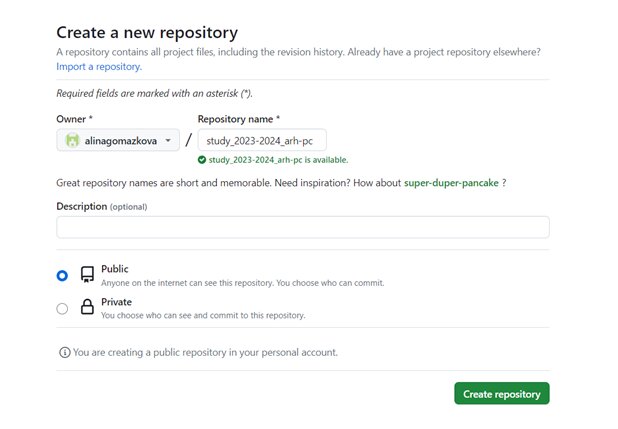 Create a new repository
A repository contains all project files, including the revision history. Already have a project repository elsewhere?
Import a repository.
Required fields are marked with an asterisk (*).
Owner * Repository name *
alinagomazkova / study_2023-2024_arh-pc
study_2023-2024_arh-pc is available.
Great repository names are short and memorable. Need inspiration? How about super-duper-pancake ?
Description (optional)
Public
Anyone on the internet can see this repository. You choose who can commit.
Private
You choose who can see and commit to this repository.
You are creating a public repository in your personal account.
Create repository